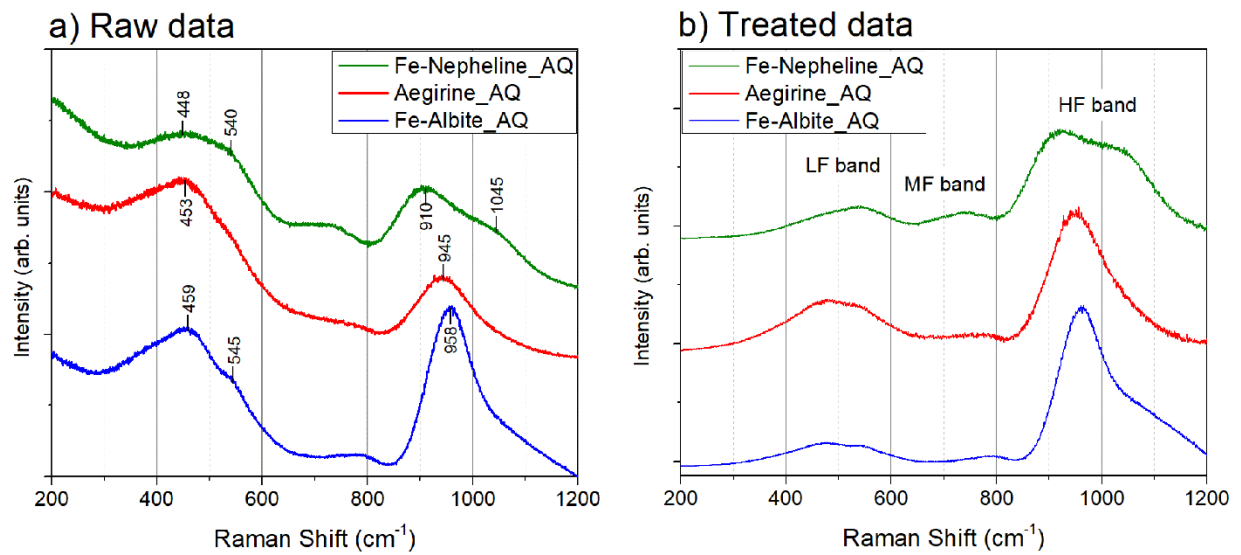 a) Raw data
Fe-Nepheline_AQ
Aegirine_AQ
Fe-Albite_AQ
448
540
453
910
1045
945
459
545
958
Intensity (arb. units)
200 400 600 800 1000 1200
Raman Shift (cm⁻¹)
b) Treated data
Fe-Nepheline_AQ
Aegirine_AQ
Fe-Albite_AQ
HF band
LF band
MF band
Intensity (arb. units)
200 400 600 800 1000 1200
Raman Shift (cm⁻¹)